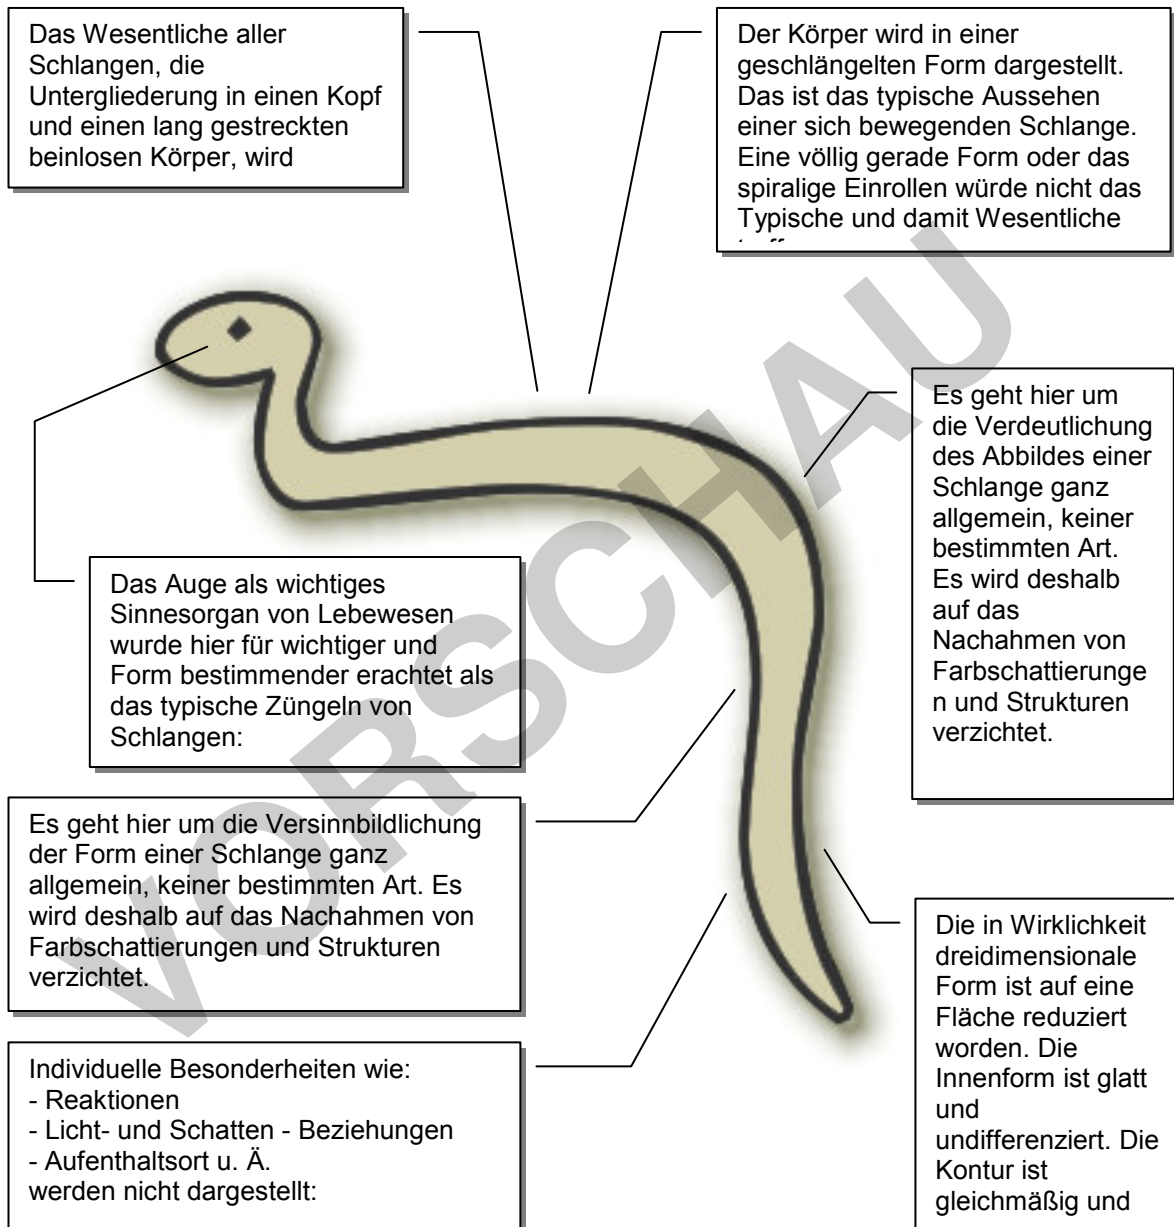 Das Wesentliche aller
Schlangen, die
Untergliederung in einen Kopf
und einen lang gestreckten
beinlosen Körper, wird
Der Körper wird in einer
geschlängelten Form dargestellt.
Das ist das typische Aussehen
einer sich bewegenden Schlange.
Eine völlig gerade Form oder das
spiralige Einrollen würde nicht das
Typische und damit Wesentliche
Es geht hier um
die Verdeutlichung
des Abbildes einer
Schlange ganz
allgemein, keiner
bestimmten Art.
Es wird deshalb
auf das
Nachahmen von
Farbschattierunge
n und Strukturen
verzichtet.
Das Auge als wichtiges
Sinnesorgan von Lebewesen
wurde hier für wichtiger und
Form bestimmender erachtet als
das typische Züngeln von
Schlangen:
Es geht hier um die Versinnbildlichung
der Form einer Schlange ganz
allgemein, keiner bestimmten Art. Es
wird deshalb auf das Nachahmen von
Farbschattierungen und Strukturen
verzichtet.
Die in Wirklichkeit
dreidimensionale
Form ist auf eine
Fläche reduziert
worden. Die
Innenform ist glatt
und
undifferenziert. Die
Kontur ist
gleichmäßig und
Individuelle Besonderheiten wie:
- Reaktionen
- Licht- und Schatten - Beziehungen
- Aufenthaltsort u. Ä.
werden nicht dargestellt:
VORSCHAU